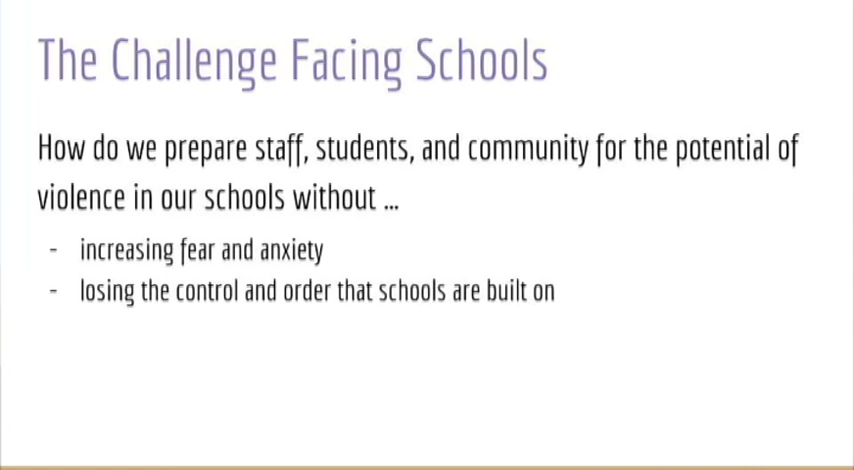 The Challenge Facing Schools
How do we prepare staff, students, and community for the potential of
violence in our schools without ...
- increasing fear and anxiety
- losing the control and order that schools are built on